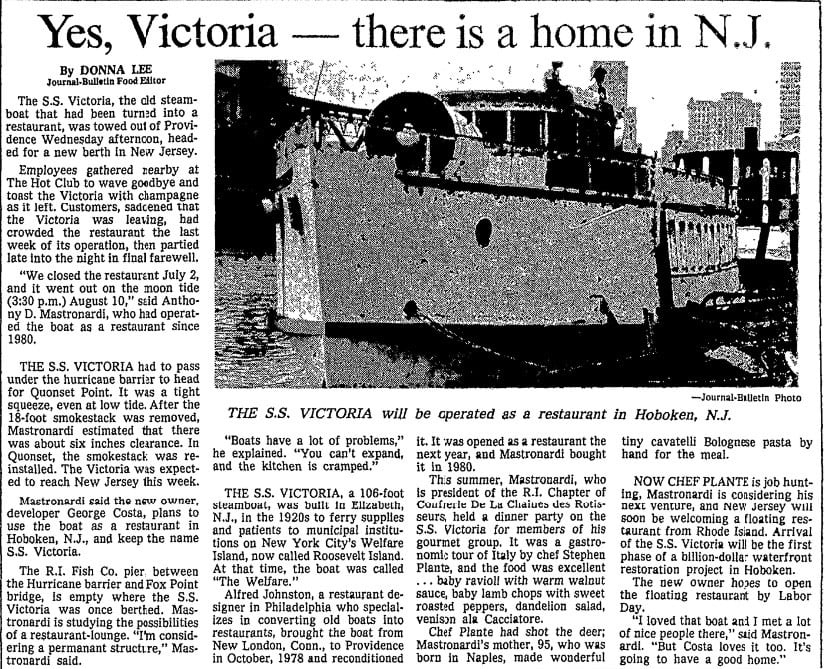 Yes, Victoria — there is a home in N.J.
By DONNA LEE
Journal-Bulletin Food Editor
The S.S. Victoria, the old steam-
boat that had been turned into a
restaurant, was towed out of Provi-
dence Wednesday afternoon, head-
ed for a new berth in New Jersey.
Employees gathered nearby at
The Hot Club to wave goodbye and
toast the Victoria with champagne
as it left. Customers, saddened that
the Victoria was leaving, had
crowded the restaurant the last
week of its operation, then partied
late into the night in final farewell.
"We closed the restaurant July 2,
and it went out on the moon tide
(3:30 p.m.) August 10," said Antho-
ny D. Mastronardi, who had operat-
ed the boat as a restaurant since
1980.
THE S.S. VICTORIA had to pass
under the hurricane barrier to head
for Quonset Point. It was a tight
squeeze, even at low tide. After the
18-foot smokestack was removed,
Mastronardi estimated that there
was about six inches clearance. In
Quonset, the smokestack was re-
installed. The Victoria was expect-
ed to reach New Jersey this week.
Mastronardi said the new owner,
developer George Costa, plans to
use the boat as a restaurant in
Hoboken, N.J., and keep the name
S.S. Victoria.
The R.I. Fish Co. pier, between
the Hurricane barrier and Fox Point
bridge, is empty where the S.S.
Victoria was once berthed. Mas-
tronardi is studying the possibilities
of a restaurant-lounge. "I'm consid-
ering a permanant structure," Mas-
tronardi said.
—Journal-Bulletin Photo
THE S.S. VICTORIA will be operated as a restaurant in Hoboken, N.J.
"Boats have a lot of problems,"
he explained. "You can't expand,
and the kitchen is cramped."
THE S.S. VICTORIA, a 106-foot
steamboat, was built in Elizabeth,
N.J., in the 1920s to ferry supplies
and patients to municipal institu-
tions on New York City's Welfare
Island, now called Roosevelt Island.
At that time, the boat was called
"The Welfare."
Alfred Johnston, a restaurant de-
signer in Philadelphia who special-
izes in converting old boats into
restaurants, brought the boat from
New London, Conn., to Providence
in October, 1978 and reconditioned
it. It was opened as a restaurant the
next year, and Mastronardi bought
it in 1980.
This summer, Mastronardi, who
is president of the R.I. Chapter of
Confrerie De La Chaines des Rotis-
seurs, held a dinner party on the
S.S. Victoria for members of his
gourmet group. It was a gastro-
nomic tour of Italy by chef Stephen
Plante, and the food was excellent
... baby ravioli with warm walnut
sauce, baby lamb chops with sweet
roasted peppers, dandelion salad,
venison ala Cacciatore.
Chef Plante had shot the deer;
Mastronardi's mother, 95, who was
born in Naples, made wonderful
tiny cavatelli Bolognese pasta by
hand for the meal.
NOW CHEF PLANTE is job hunt-
ing, Mastronardi is considering his
next venture, and New Jersey will
soon be welcoming a floating res-
taurant from Rhode Island. Arrival
of the S.S. Victoria will be the first
phase of a billion-dollar waterfront
restoration project in Hoboken.
The new owner hopes to open
the floating restaurant by Labor
Day.
"I loved that boat and I met a lot
of nice people there," said Mastron-
ardi. "But Costa loves it too. It's
going to have a good home."